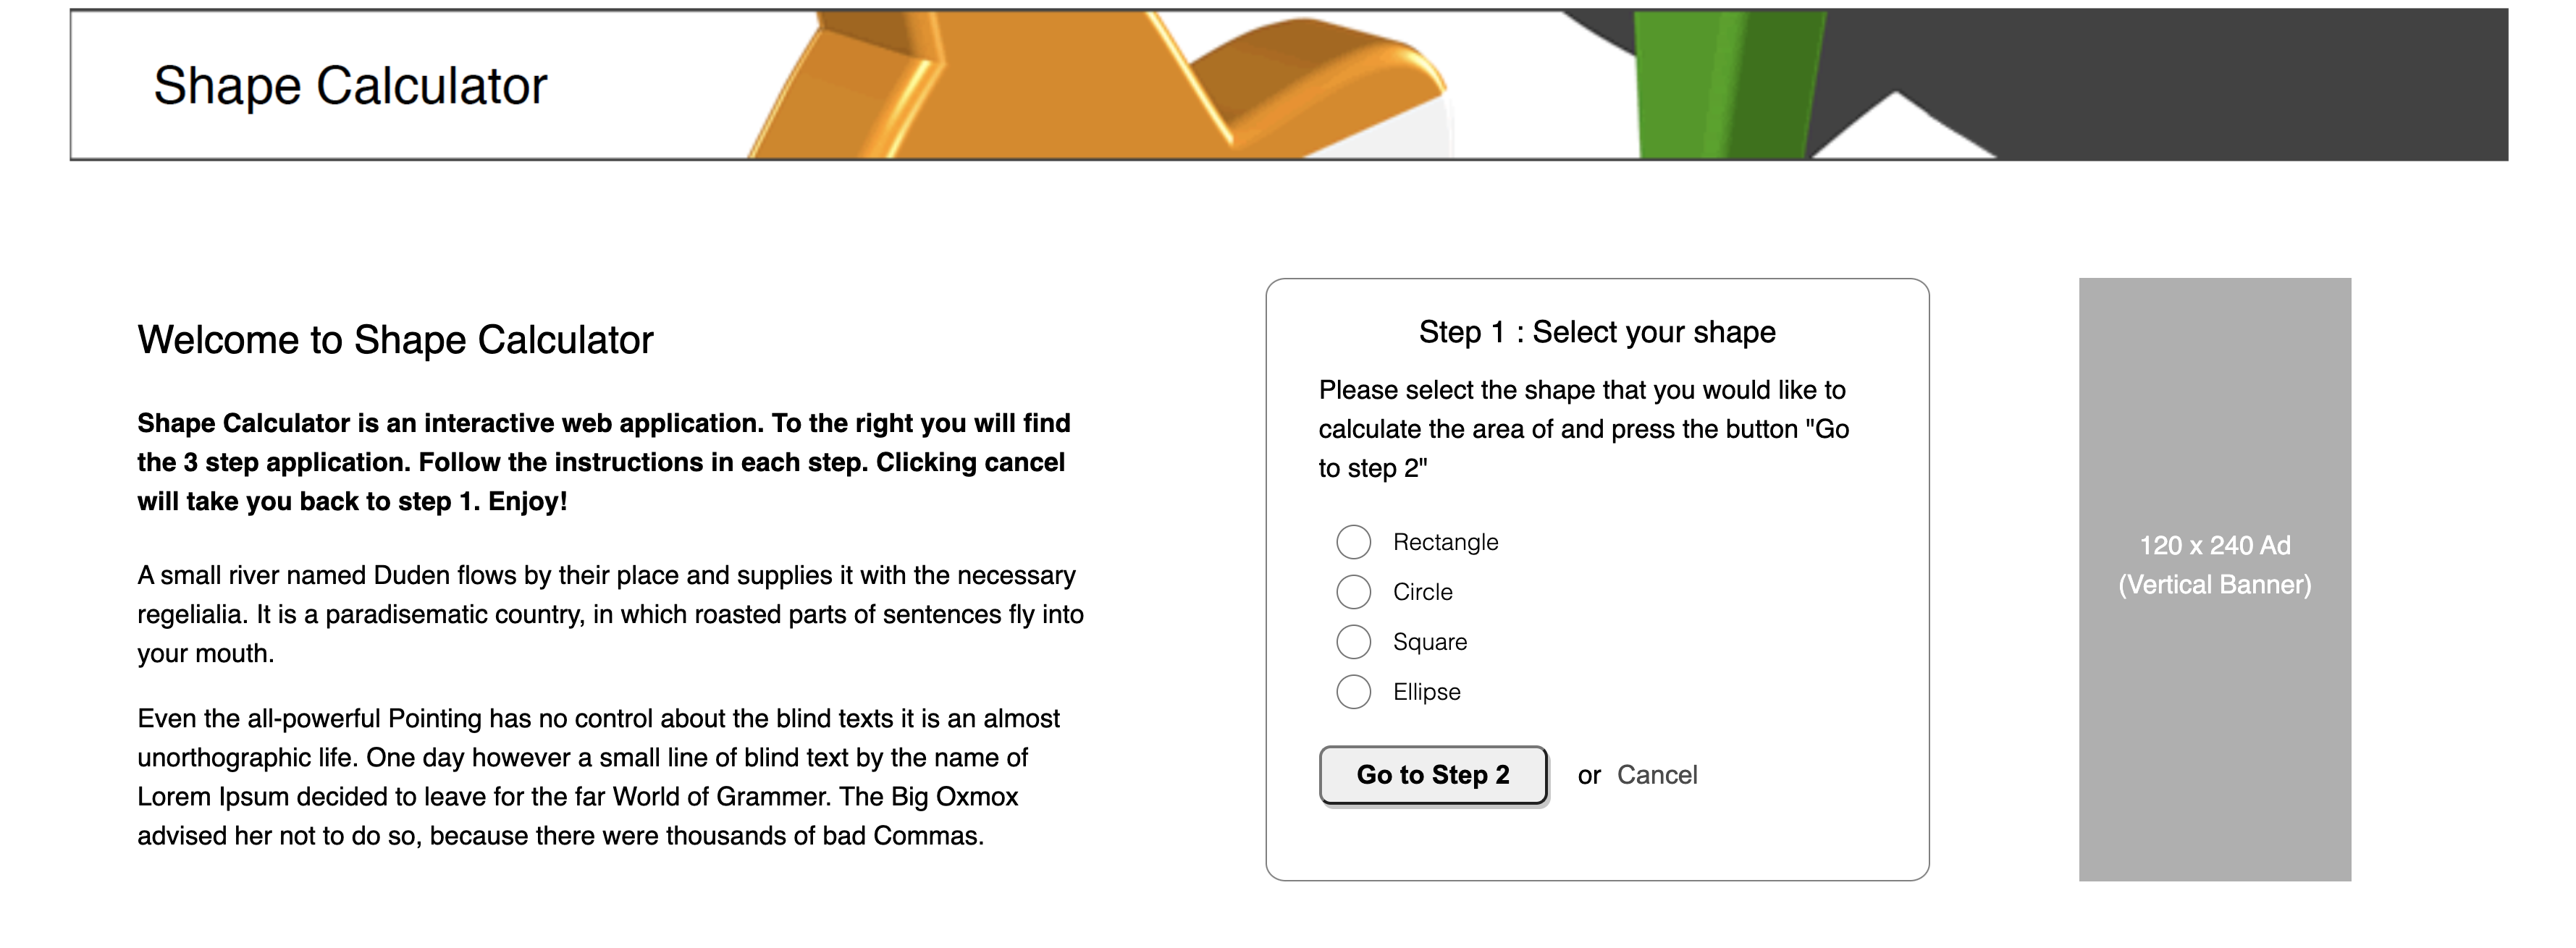 Shape Calculator
Welcome to Shape Calculator
Shape Calculator is an interactive web application. To the right you will find
the 3 step application. Follow the instructions in each step. Clicking cancel
will take you back to step 1. Enjoy!
A small river named Duden flows by their place and supplies it with the necessary
regelialia. It is a paradisematic country, in which roasted parts of sentences fly into
your mouth.
Even the all-powerful Pointing has no control about the blind texts it is an almost
unorthographic life. One day however a small line of blind text by the name of
Lorem Ipsum decided to leave for the far World of Grammer. The Big Oxmox
advised her not to do so, because there were thousands of bad Commas.
Step 1 : Select your shape
Please select the shape that you would like to
calculate the area of and press the button "Go
to step 2"
Rectangle
Circle
Square
Ellipse
Go to Step 2 or Cancel
120 x 240 Ad
(Vertical Banner)